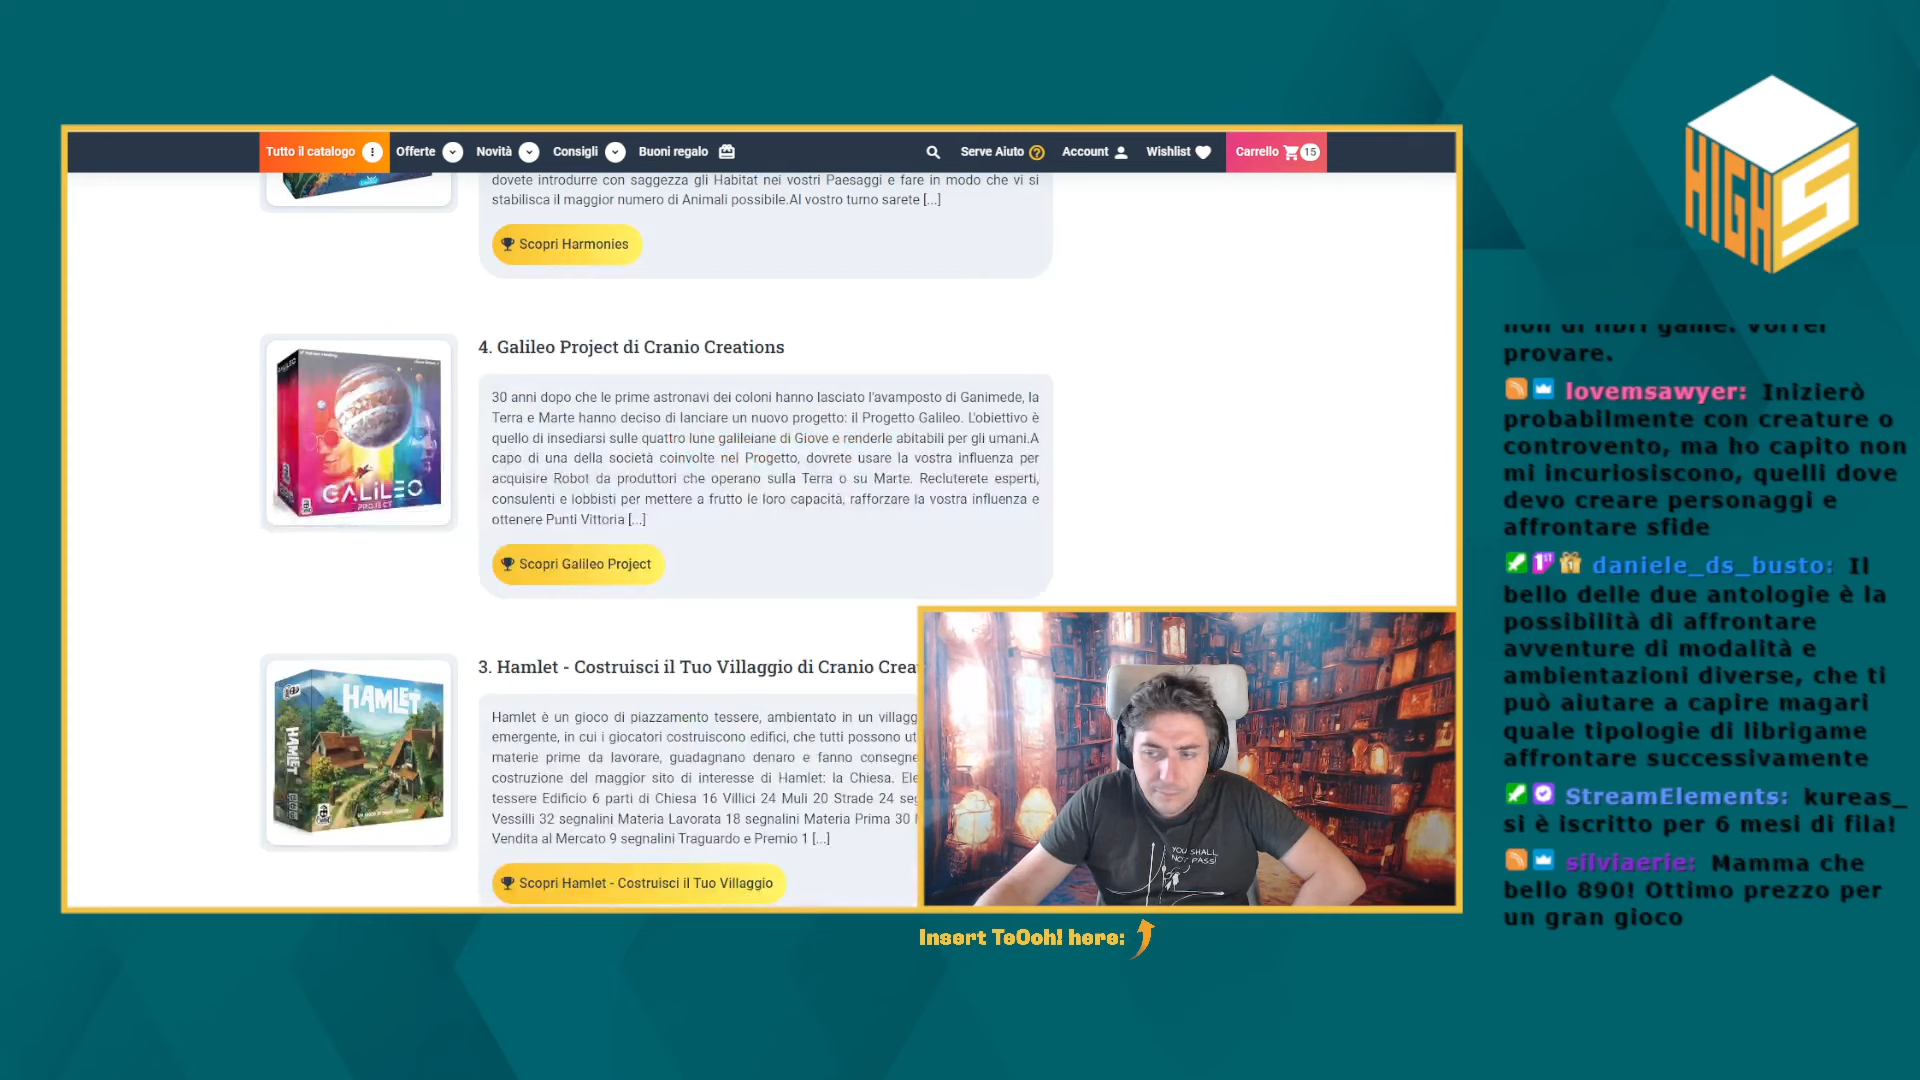 Tutto il catalogo
Offerte
Novità
Consigli
Buoni regalo
Serve Aiuto
Account
Wishlist
Carrello 15
dovete introdurre con saggezza gli Habitat nei vostri Paesaggi e fare in modo che vi si
stabilisca il maggior numero di Animali possibile.Al vostro turno sarete [...]
Scopri Harmonies
4. Galileo Project di Cranio Creations
30 anni dopo che le prime astronavi dei coloni hanno lasciato l'avamposto di Ganimede, la
Terra e Marte hanno deciso di lanciare un nuovo progetto: il Progetto Galileo. L'obiettivo è
quello di insediarsi sulle quattro lune galileiane di Giove e renderle abitabili per gli umani.A
capo di una della società coinvolte nel Progetto, dovrete usare la vostra influenza per
acquisire Robot da produttori che operano sulla Terra o su Marte. Recluterete esperti,
consulenti e lobbisti per mettere a frutto le loro capacità, rafforzare la vostra influenza e
ottenere Punti Vittoria [...]
Scopri Galileo Project
GALILEO
PROJECT
3. Hamlet - Costruisci il Tuo Villaggio di Cranio Crea
Hamlet è un gioco di piazzamento tessere, ambientato in un villagg
emergente, in cui i giocatori costruiscono edifici, che tutti possono ut
materie prime da lavorare, guadagnano denaro e fanno consegne
costruzione del maggior sito di interesse di Hamlet: la Chiesa. Ele
tessere Edificio 6 parti di Chiesa 16 Villici 24 Muli 20 Strade 24 seg
Vessilli 32 segnalini Materia Lavorata 18 segnalini Materia Prima 30
Vendita al Mercato 9 segnalini Traguardo e Premio 1 [...]
Scopri Hamlet - Costruisci il Tuo Villaggio
HAMLET
HAMLET
YOU SHALL
NOT PASS!
Insert TeOoh! here:
HIGH5
non di libri game. Vorrei
provare.
lovemsawyer: Inizierò
probabilmente con creature o
controvento, ma ho capito non
mi incuriosiscono, quelli dove
devo creare personaggi e
affrontare sfide
daniele_ds_busto: Il
bello delle due antologie è la
possibilità di affrontare
avventure di modalità e
ambientazioni diverse, che ti
può aiutare a capire magari
quale tipologie di librigame
affrontare successivamente
StreamElements: kureas_
si è iscritto per 6 mesi di fila!
silviaerie: Mamma che
bello 890! Ottimo prezzo per
un gran gioco